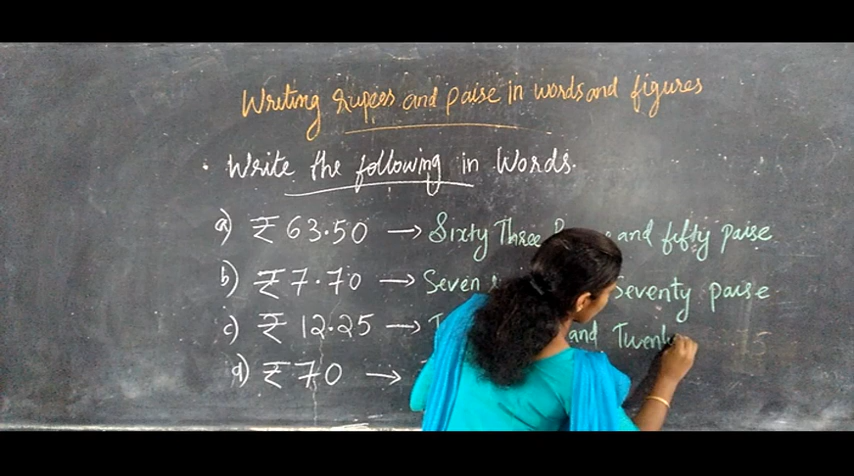 Writing Rupees and paise in words and figures
. Write the following in Words.
a) ₹ 63.50 → Sixty Three and fifty paise
b) ₹ 7.70 → Seven Seventy paise
c) ₹ 12.25 → and Twenty
d) ₹ 70 →